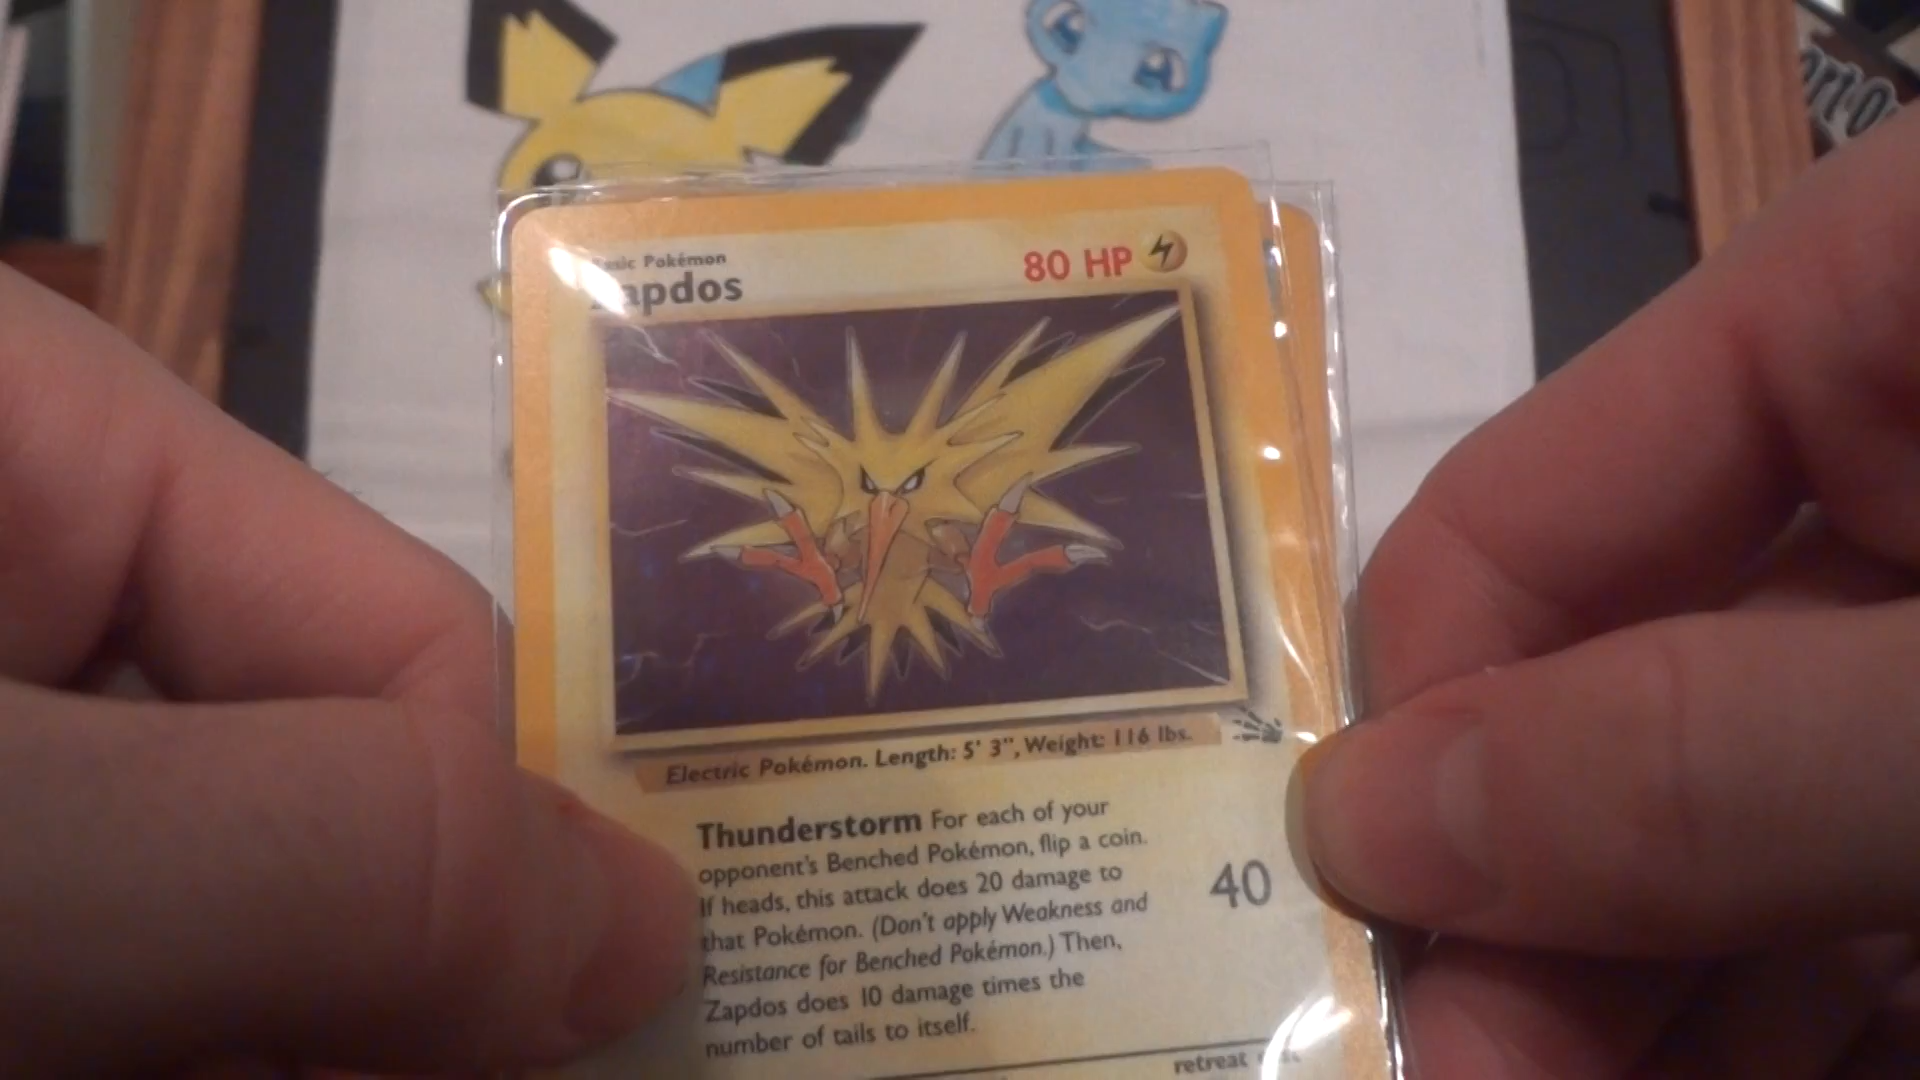 Basic Pokémon
Zapdos
80 HP
Electric Pokémon. Length: 5' 3", Weight: 116 lbs.
Thunderstorm For each of your
opponent's Benched Pokémon, flip a coin.
If heads, this attack does 20 damage to
that Pokémon. (Don't apply Weakness and
Resistance for Benched Pokémon.) Then,
Zapdos does 10 damage times the
number of tails to itself.
40
retreat